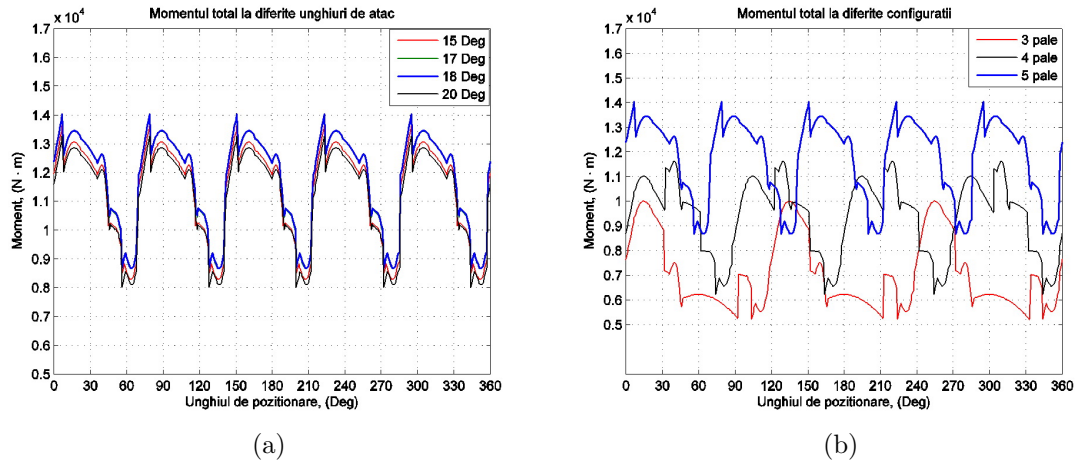 x 10⁴
Momentul total la diferite unghiuri de atac
1.7
1.6
1.5
1.4
1.3
1.2
1.1
1
0.9
0.8
0.7
0.6
0.5
Moment, (N · m)
15 Deg
17 Deg
18 Deg
20 Deg
0 30 60 90 120 150 180 210 240 270 300 330 360
Unghiul de pozitionare, (Deg)
(a)
x 10⁴
Momentul total la diferite configuratii
1.7
1.6
1.5
1.4
1.3
1.2
1.1
1
0.9
0.8
0.7
0.6
0.5
Moment, (N · m)
3 pale
4 pale
5 pale
0 30 60 90 120 150 180 210 240 270 300 330 360
Unghiul de pozitionare, (Deg)
(b)